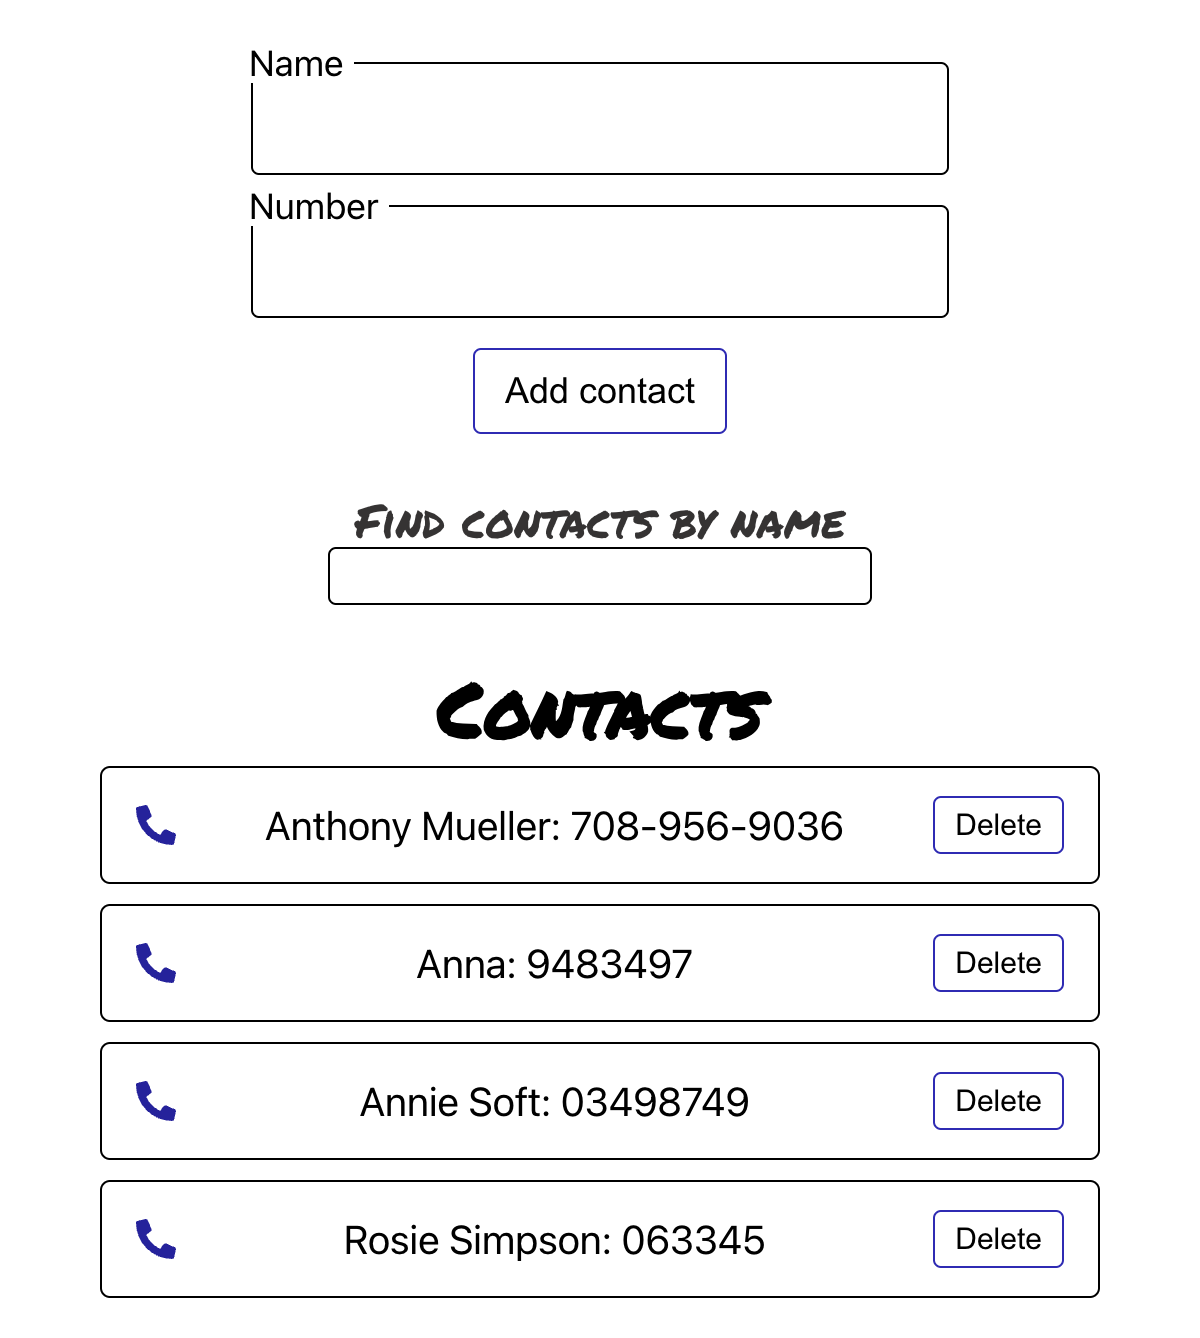 Name
Number
Add contact
Find contacts by name
Contacts
Anthony Mueller: 708-956-9036 Delete
Anna: 9483497 Delete
Annie Soft: 03498749 Delete
Rosie Simpson: 063345 Delete